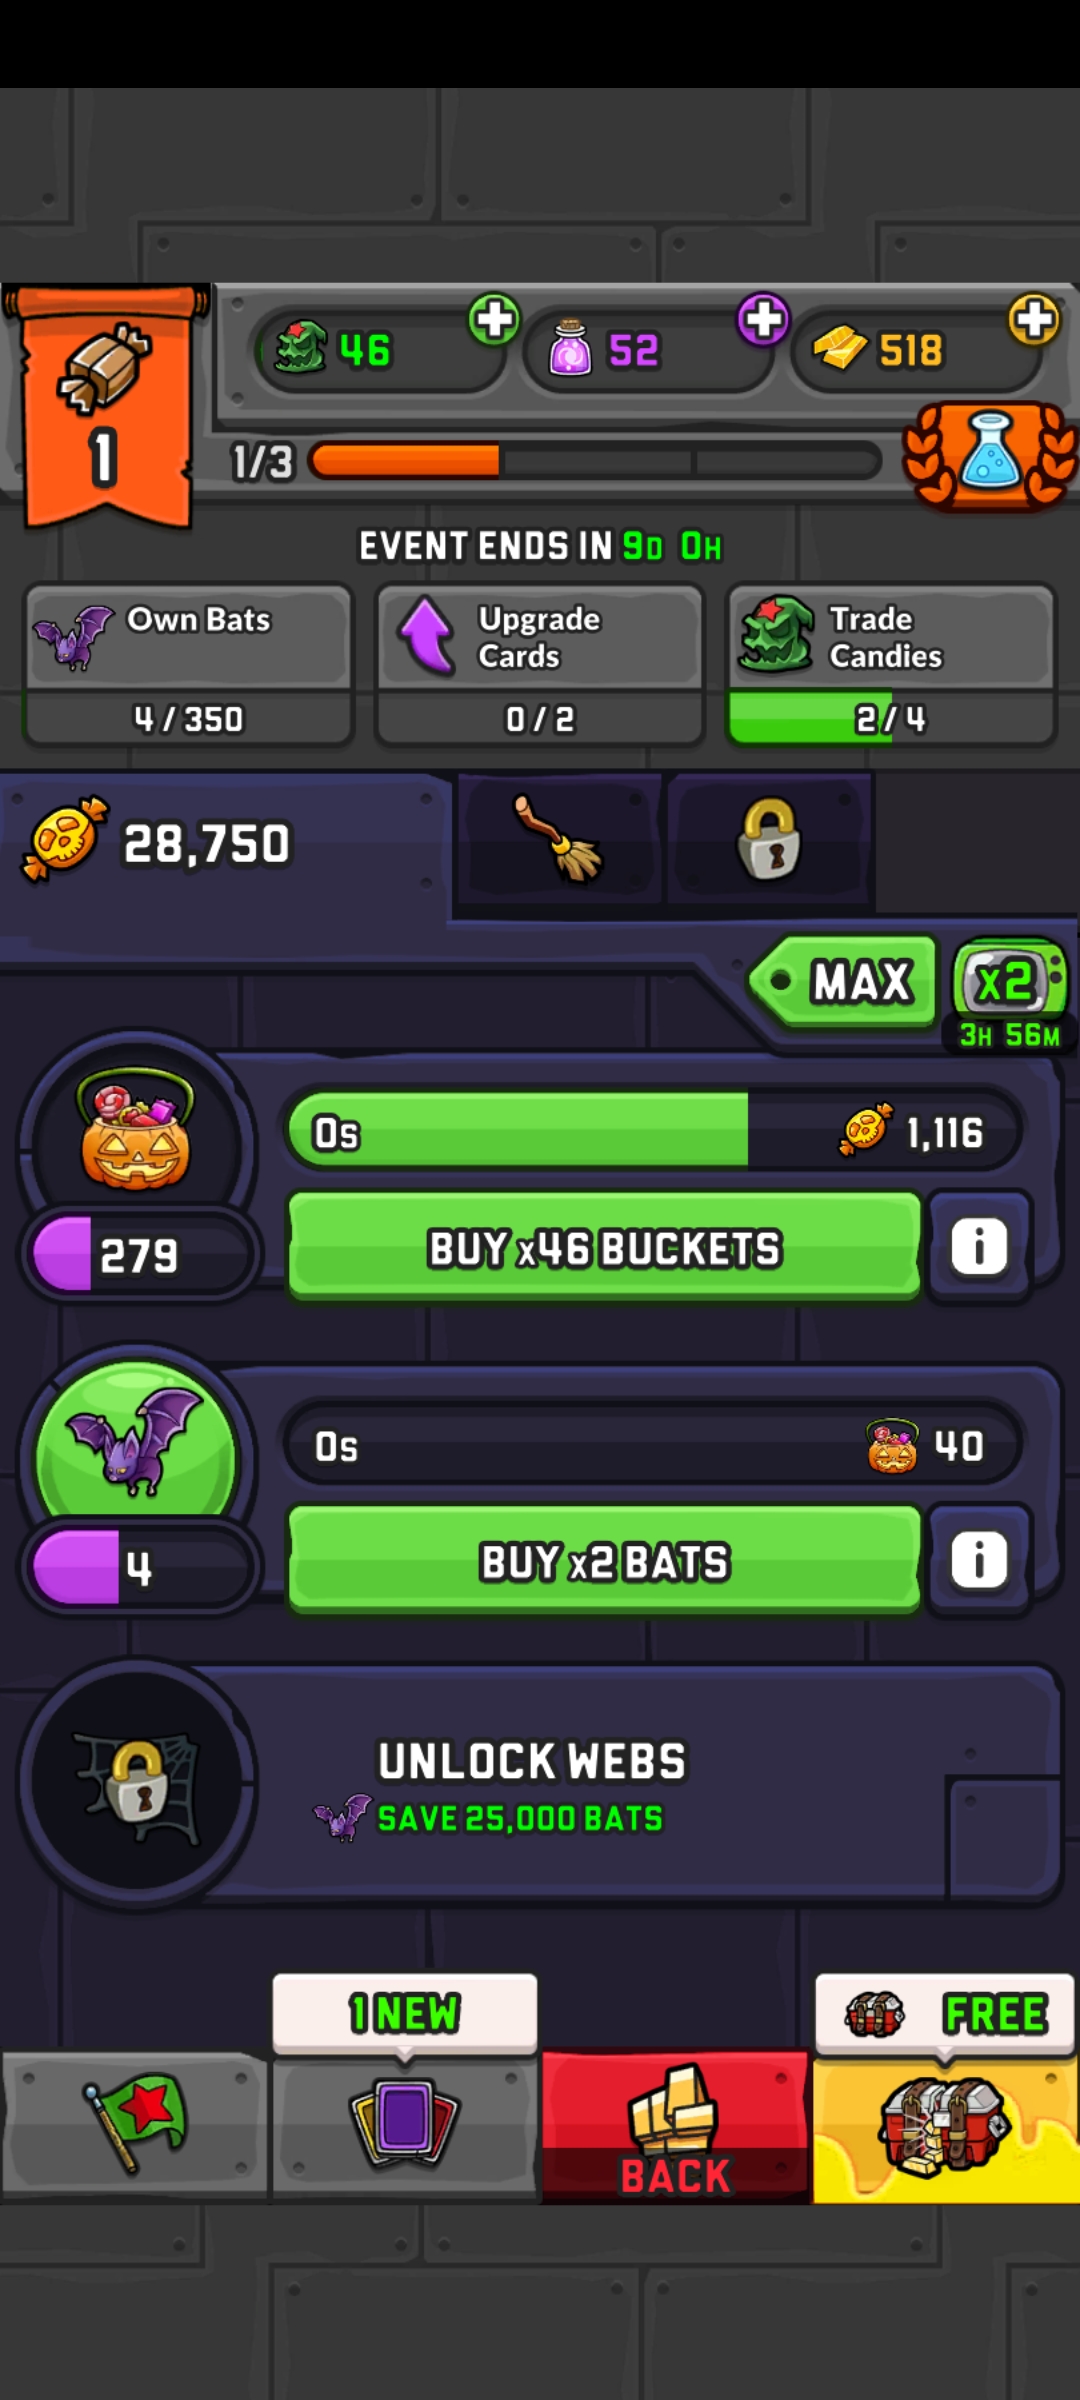 46
52
518
1
1/3
EVENT ENDS IN 9D 0H
Own Bats
4 / 350
Upgrade
Cards
0 / 2
Trade
Candies
2 / 4
28,750
MAX
x2
3H 56M
0s
1,116
279
BUY x46 BUCKETS
i
0s
40
4
BUY x2 BATS
i
UNLOCK WEBS
SAVE 25,000 BATS
1 NEW
FREE
BACK